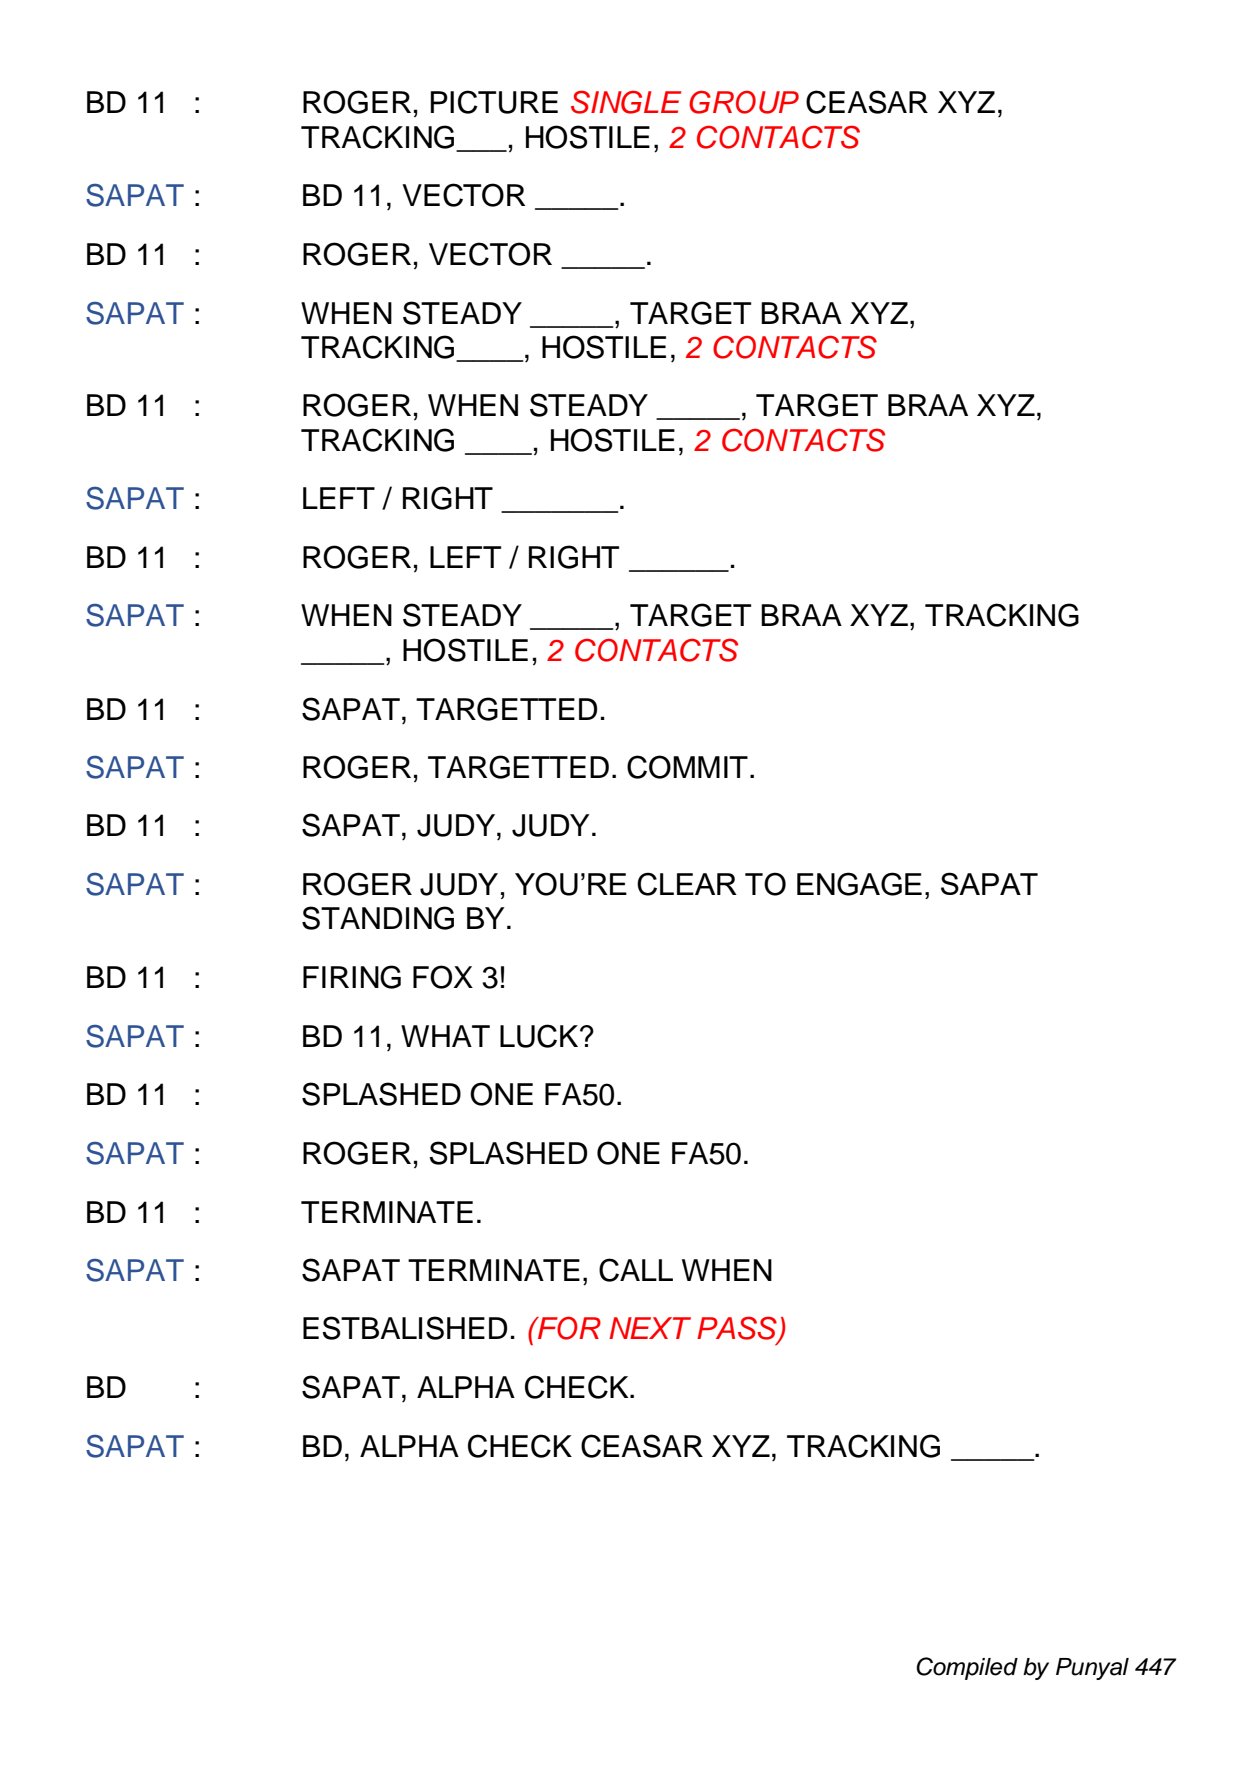 BD 11 : ROGER, PICTURE SINGLE GROUP CEASAR XYZ,
TRACKING___, HOSTILE, 2 CONTACTS
SAPAT : BD 11, VECTOR _____.
BD 11 : ROGER, VECTOR _____.
SAPAT : WHEN STEADY _____, TARGET BRAA XYZ,
TRACKING____, HOSTILE, 2 CONTACTS
BD 11 : ROGER, WHEN STEADY _____, TARGET BRAA XYZ,
TRACKING ____, HOSTILE, 2 CONTACTS
SAPAT : LEFT / RIGHT _______.
BD 11 : ROGER, LEFT / RIGHT ______.
SAPAT : WHEN STEADY _____, TARGET BRAA XYZ, TRACKING
_____, HOSTILE, 2 CONTACTS
BD 11 : SAPAT, TARGETTED.
SAPAT : ROGER, TARGETTED. COMMIT.
BD 11 : SAPAT, JUDY, JUDY.
SAPAT : ROGER JUDY, YOU’RE CLEAR TO ENGAGE, SAPAT
STANDING BY.
BD 11 : FIRING FOX 3!
SAPAT : BD 11, WHAT LUCK?
BD 11 : SPLASHED ONE FA50.
SAPAT : ROGER, SPLASHED ONE FA50.
BD 11 : TERMINATE.
SAPAT : SAPAT TERMINATE, CALL WHEN
ESTBALISHED. (FOR NEXT PASS)
BD : SAPAT, ALPHA CHECK.
SAPAT : BD, ALPHA CHECK CEASAR XYZ, TRACKING _____.
Compiled by Punyal 447